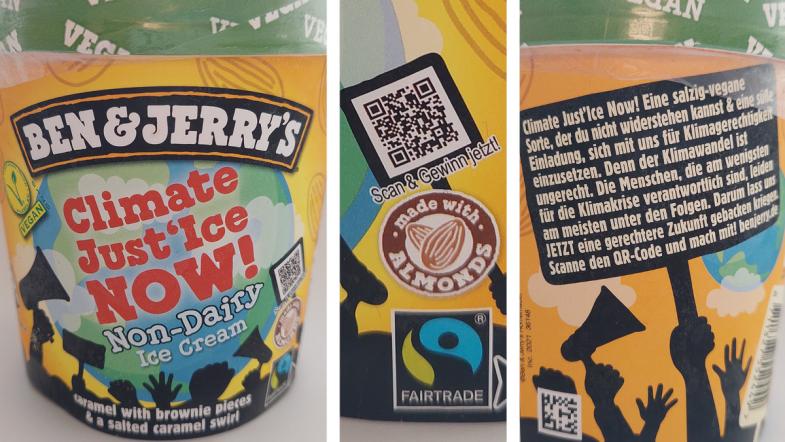 VEGAN
BEN & JERRY'S
VEGAN
Climate
Just'Ice
NOW!
Non-Dairy
Ice Cream
caramel with brownie pieces
& a salted caramel swirl
Scan & Gewinn jetzt!
made with
ALMONDS
FAIRTRADE
®
VEGAN
Climate Just'Ice Now! Eine salzig-vegane
Sorte, der du nicht widerstehen kannst & eine süße
Einladung, sich mit uns für Klimagerechtigkeit
einzusetzen. Denn der Klimawandel ist
ungerecht. Die Menschen, die am wenigsten
für die Klimakrise verantwortlich sind, leiden
am meisten unter den Folgen. Darum lass uns
JETZT eine gerechtere Zukunft gebacken kriegen.
Scanne den QR-Code und mach mit! benjerry.de